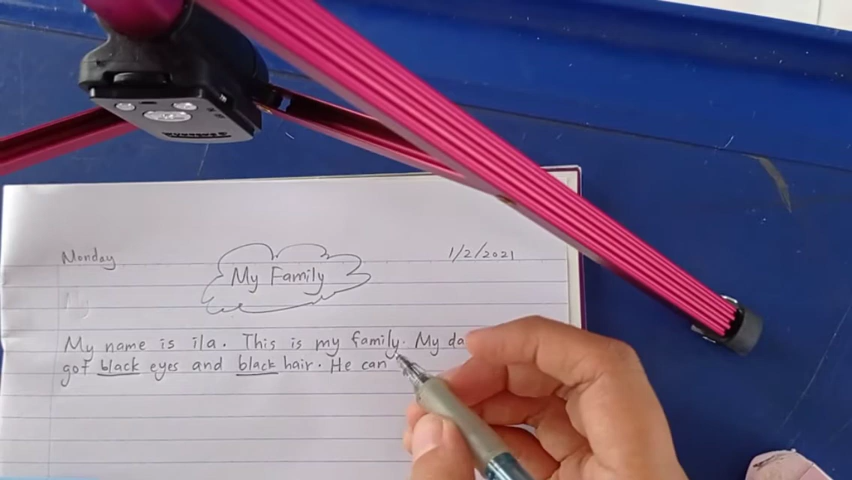 Monday
My Family
1/2/2021
My name is ila. This is my family. My da
got black eyes and black hair. He can